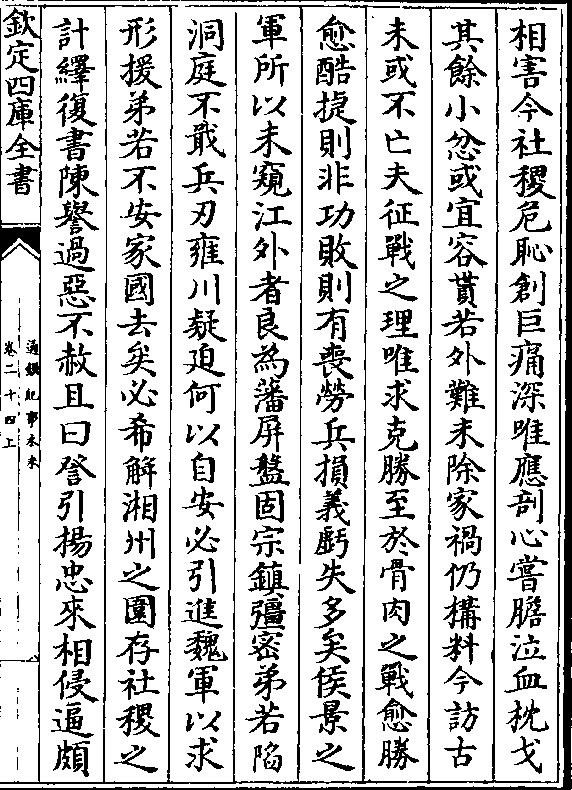 相害今社稷危恥創巨痛深唯應剖心嘗膽泣血枕戈
其餘小忿或宜容貰若外難未除家禍仍構料今訪古
未或不亡夫征戰之理唯求克勝至於骨肉之戰愈勝
愈酷捷則非功敗則有喪勞兵損義虧失多矣侯景之
軍所以未窺江外者良為藩屏盤固宗鎮彊密弟若陷
洞庭不戢兵刃雍川疑迫何以自安必引進魏軍以求
形援弟若不安家國去矣必希解湘州之圍存社稷之
計繹復書陳譽過惡不赦且曰詧引揚忠來相侵逼頗
欽定四庫全書
通鑑紀事本末
卷二十四上